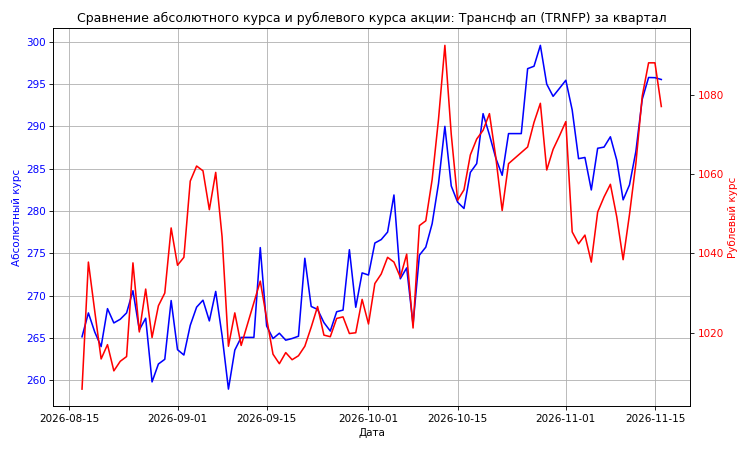 Сравнение абсолютного курса и рублевого курса акции: Транснф ап (TRNFP) за квартал
300
295
290
285
280
275
270
265
260
Абсолютный курс
1080
1060
1040
1020
Рублевый курс
2026-08-15 2026-09-01 2026-09-15 2026-10-01 2026-10-15 2026-11-01 2026-11-15
Дата